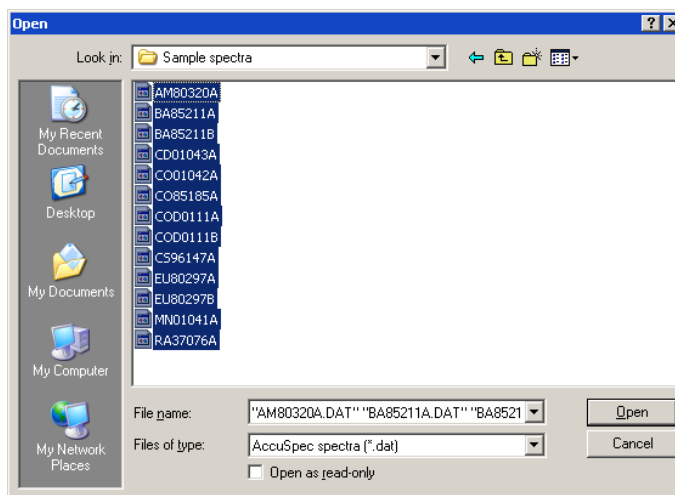 Open
Look in: Sample spectra
My Recent
Documents
Desktop
My Documents
My Computer
My Network
Places
AM80320A
BA85211A
BA85211B
CD01043A
CO01042A
CO85185A
COD0111A
COD0111B
CS96147A
EU80297A
EU80297B
MN01041A
RA37076A
File name: "AM80320A.DAT" "BA85211A.DAT" "BA8521 Open
Files of type: AccuSpec spectra (*.dat) Cancel
Open as read-only